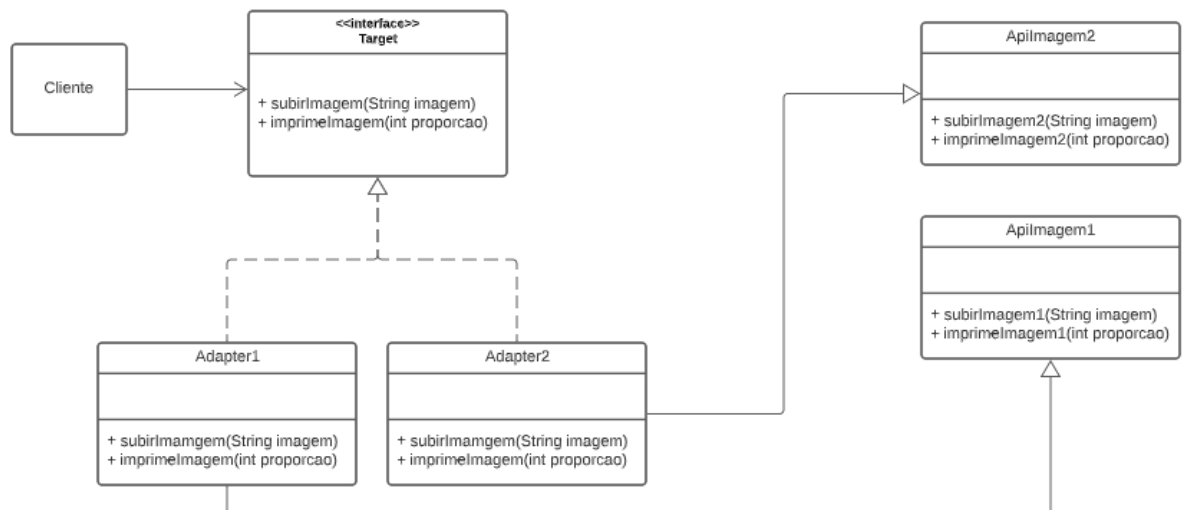 <<interface>>
Target
Cliente
+ subirImagem(String imagem)
+ imprimeImagem(int proporcao)
ApiImagem2
+ subirImagem2(String imagem)
+ imprimeImagem2(int proporcao)
ApiImagem1
+ subirImagem1(String imagem)
+ imprimeImagem1(int proporcao)
Adapter1
+ subirImamgem(String imagem)
+ imprimeImagem(int proporcao)
Adapter2
+ subirImamgem(String imagem)
+ imprimeImagem(int proporcao)